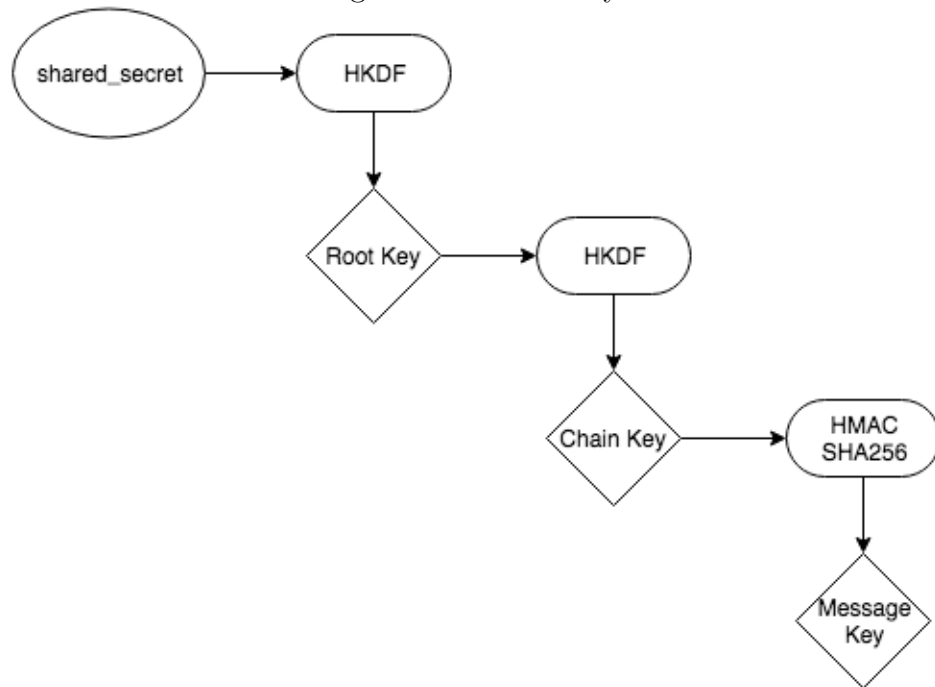 shared_secret
HKDF
Root Key
HKDF
Chain Key
HMAC
SHA256
Message
Key